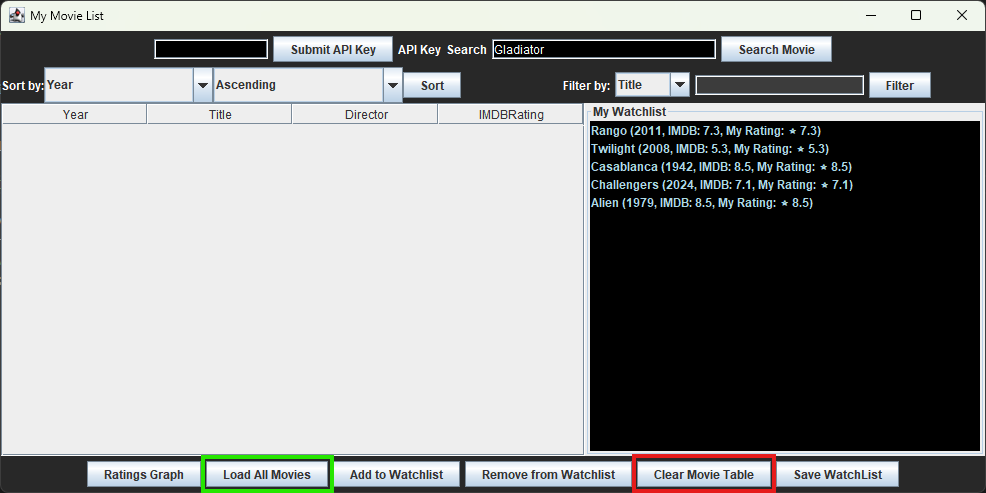 My Movie List
Submit API Key API Key Search Gladiator Search Movie
Sort by: Year Ascending Sort Filter by: Title Filter
Year Title Director IMDBRating
My Watchlist
Rango (2011, IMDB: 7.3, My Rating: ★ 7.3)
Twilight (2008, IMDB: 5.3, My Rating: ★ 5.3)
Casablanca (1942, IMDB: 8.5, My Rating: ★ 8.5)
Challengers (2024, IMDB: 7.1, My Rating: ★ 7.1)
Alien (1979, IMDB: 8.5, My Rating: ★ 8.5)
Ratings Graph Load All Movies Add to Watchlist Remove from Watchlist Clear Movie Table Save WatchList